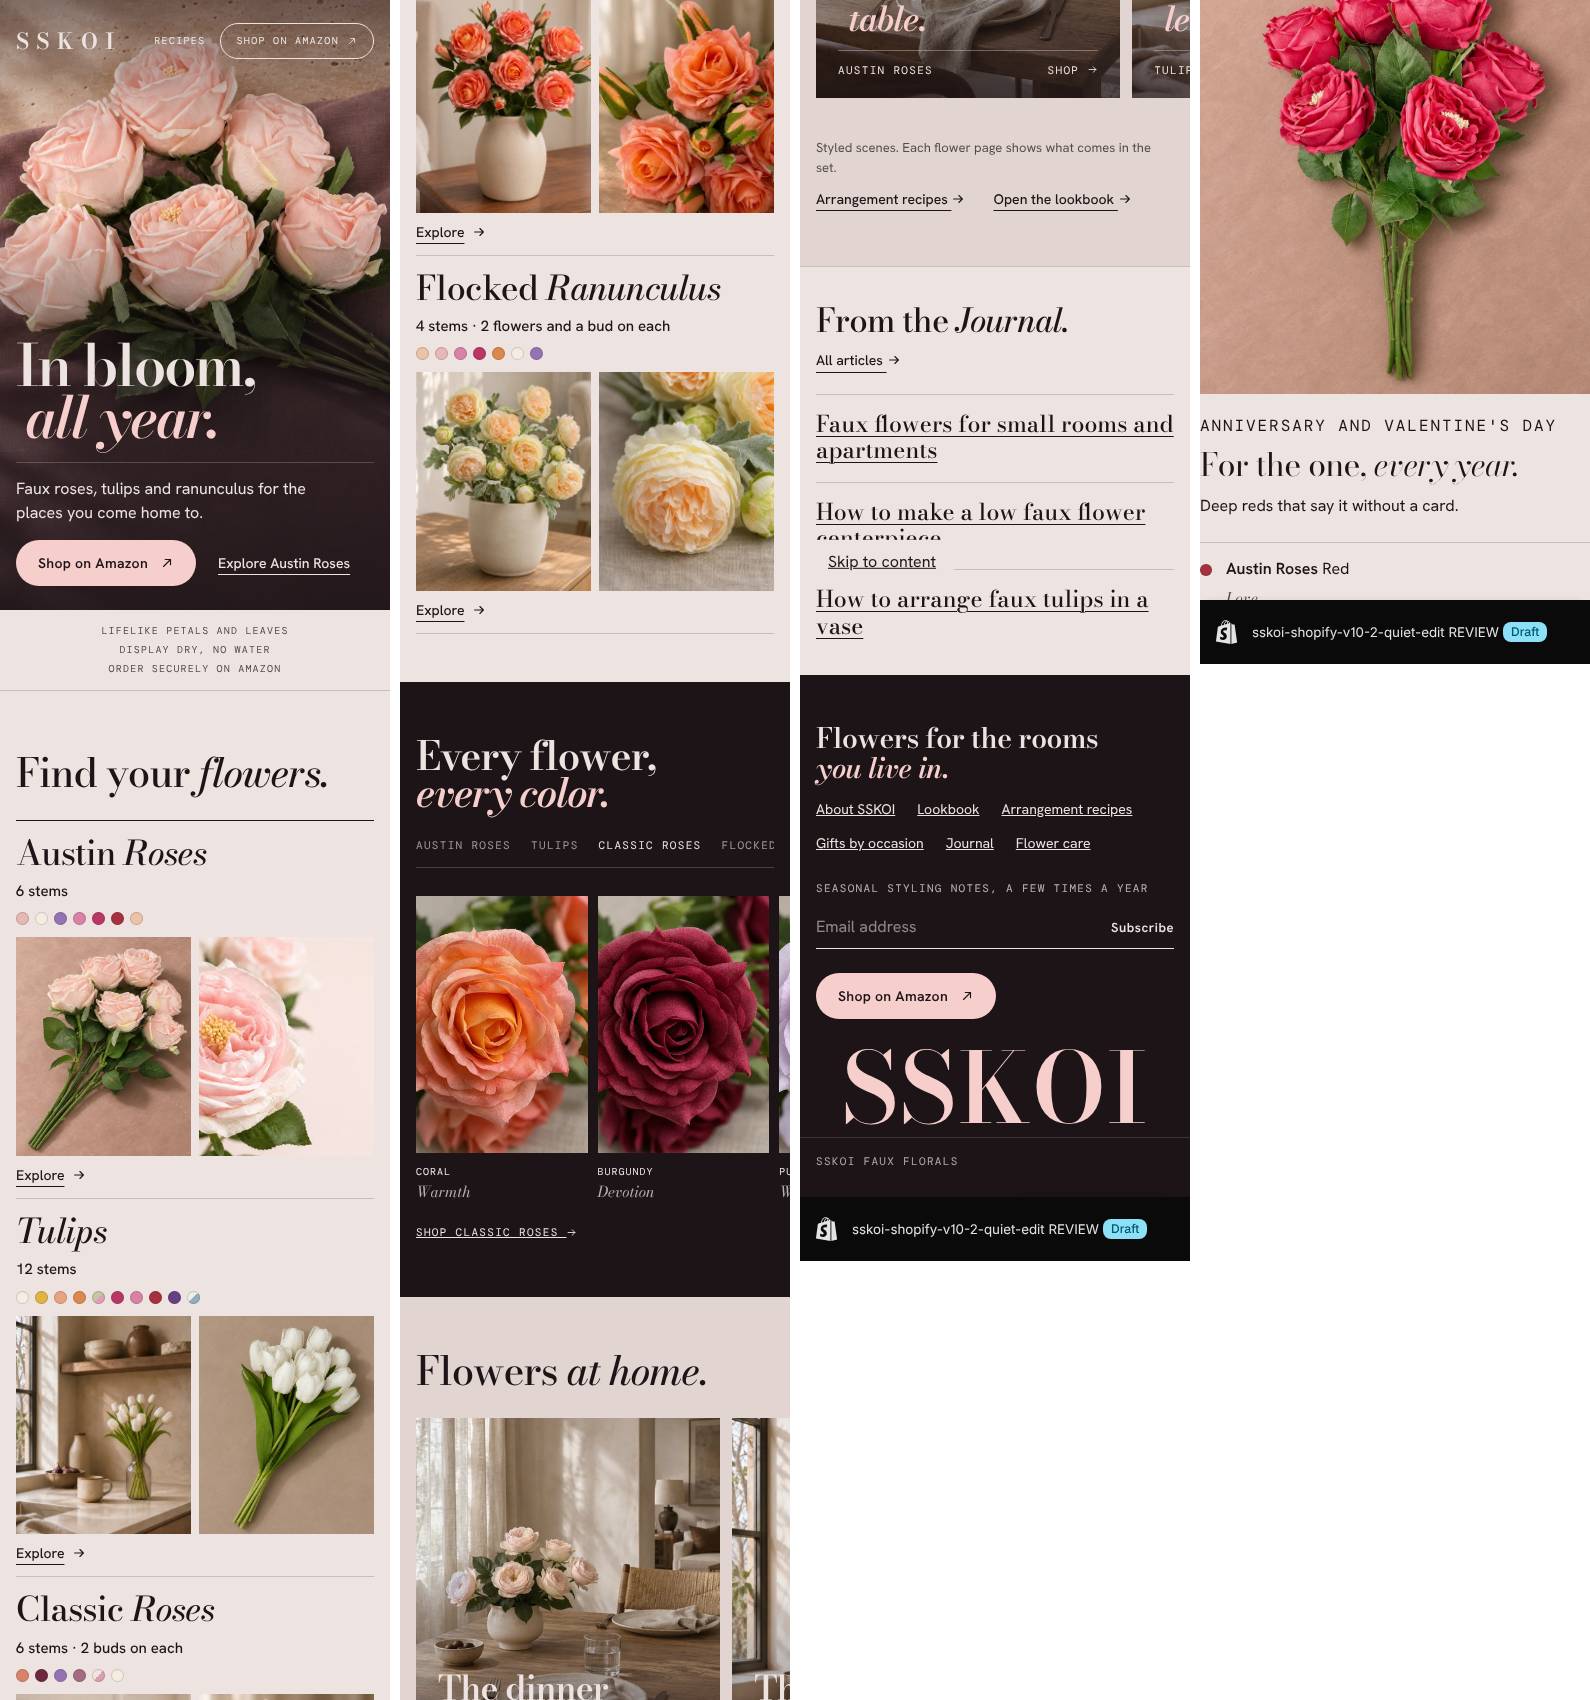 SSKOI
RECIPES
SHOP ON AMAZON ↗
In bloom,
all year.
Faux roses, tulips and ranunculus for the
places you come home to.
Shop on Amazon ↗
Explore Austin Roses
LIFELIKE PETALS AND LEAVES
DISPLAY DRY, NO WATER
ORDER SECURELY ON AMAZON
Find your flowers.
Austin Roses
6 stems
Explore →
Tulips
12 stems
Explore →
Classic Roses
6 stems · 2 buds on each
Explore →
Flocked Ranunculus
4 stems · 2 flowers and a bud on each
Explore →
Every flower,
every color.
AUSTIN ROSES TULIPS CLASSIC ROSES FLOCKED
CORAL
Warmth
BURGUNDY
Devotion
PU
W
SHOP CLASSIC ROSES →
Flowers at home.
The dinner
Th
table.
AUSTIN ROSES
SHOP →
le
TULIP
Styled scenes. Each flower page shows what comes in the
set.
Arrangement recipes →
Open the lookbook →
From the Journal.
All articles →
Faux flowers for small rooms and
apartments
How to make a low faux flower
centerpiece
Skip to content
How to arrange faux tulips in a
vase
Flowers for the rooms
you live in.
About SSKOI Lookbook Arrangement recipes
Gifts by occasion Journal Flower care
SEASONAL STYLING NOTES, A FEW TIMES A YEAR
Email address
Subscribe
Shop on Amazon ↗
SSKOI
SSKOI FAUX FLORALS
sskoi-shopify-v10-2-quiet-edit REVIEW Draft
ANNIVERSARY AND VALENTINE'S DAY
For the one, every year.
Deep reds that say it without a card.
Austin Roses Red
Love
sskoi-shopify-v10-2-quiet-edit REVIEW Draft